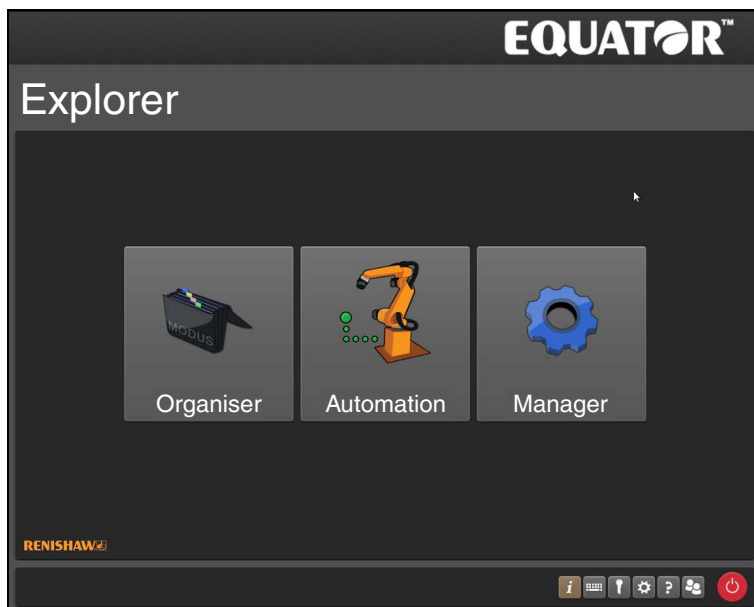 EQUATOR™
Explorer
MODUS
Organiser
Automation
Manager
RENISHAW
i
?